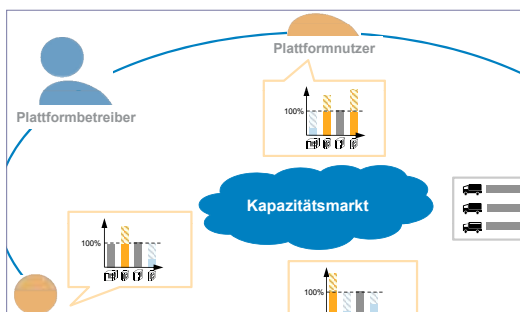 Plattformnutzer
Plattformbetreiber
100%
Kapazitätsmarkt
100%
100%